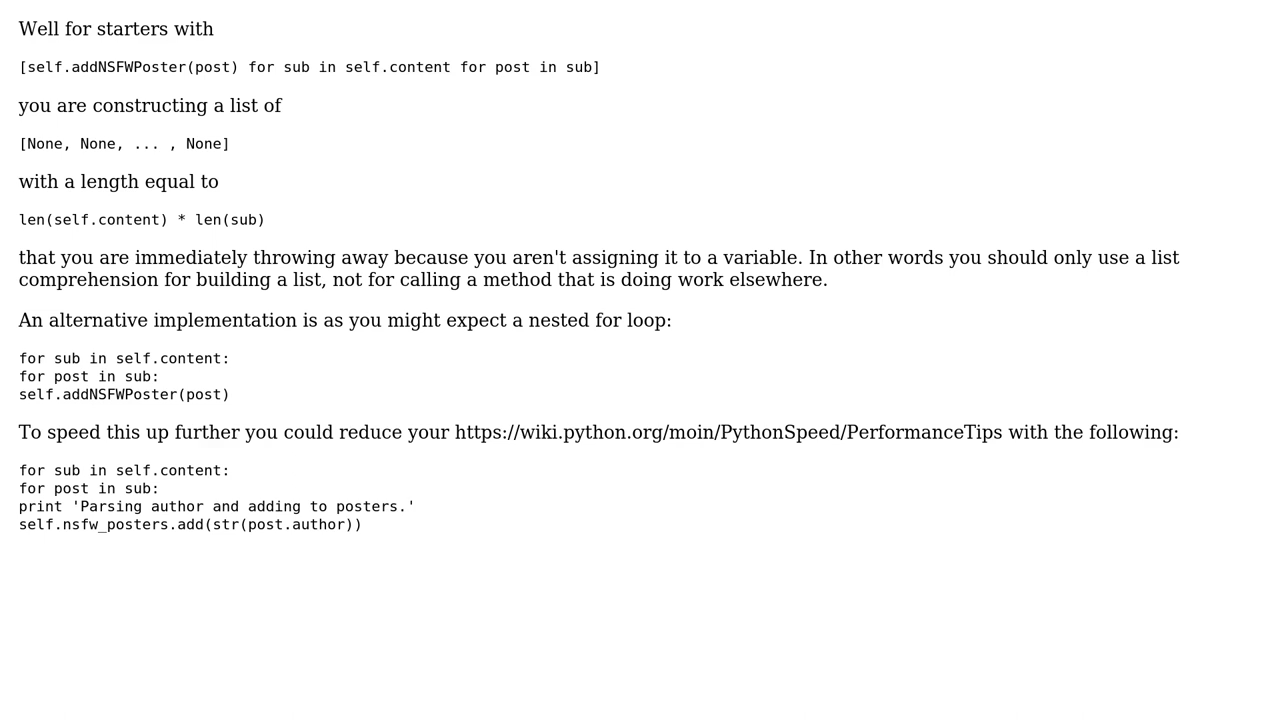 Well for starters with
[self.addNSFWPoster(post) for sub in self.content for post in sub]
you are constructing a list of
[None, None, ... , None]
with a length equal to
len(self.content) * len(sub)
that you are immediately throwing away because you aren't assigning it to a variable. In other words you should only use a list
comprehension for building a list, not for calling a method that is doing work elsewhere.
An alternative implementation is as you might expect a nested for loop:
for sub in self.content:
for post in sub:
self.addNSFWPoster(post)
To speed this up further you could reduce your https://wiki.python.org/moin/PythonSpeed/PerformanceTips with the following:
for sub in self.content:
for post in sub:
print 'Parsing author and adding to posters.'
self.nsfw_posters.add(str(post.author))